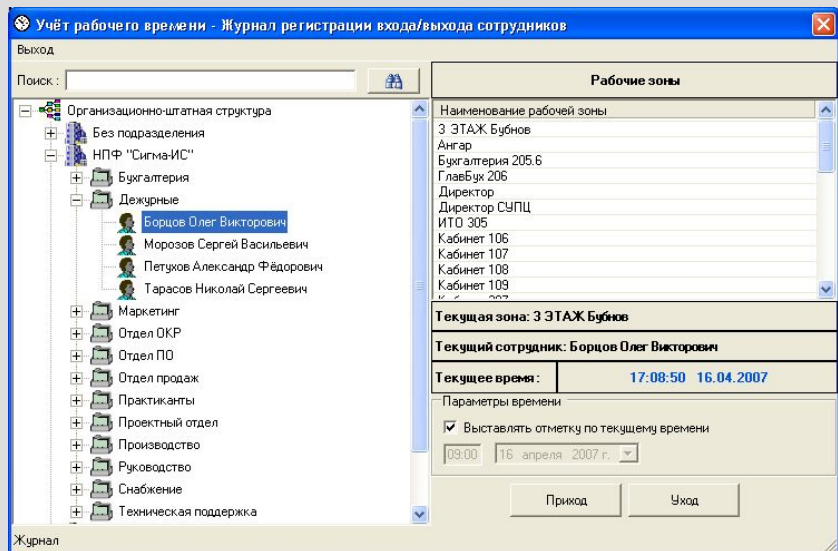 Учёт рабочего времени - Журнал регистрации входа/выхода сотрудников
Выход
Поиск :
Организационно-штатная структура
Без подразделения
НПФ "Сигма-ИС"
Бухгалтерия
Дежурные
Борцов Олег Викторович
Морозов Сергей Васильевич
Петухов Александр Фёдорович
Тарасов Николай Сергеевич
Маркетинг
Отдел ОКР
Отдел ПО
Отдел продаж
Практиканты
Проектный отдел
Производство
Руководство
Снабжение
Техническая поддержка
Рабочие зоны
Наименование рабочей зоны
3 ЭТАЖ Бубнов
Ангар
Бухгалтерия 205.6
ГлавБух 206
Директор
Директор СУПЦ
ИТО 305
Кабинет 106
Кабинет 107
Кабинет 108
Кабинет 109
Текущая зона: 3 ЭТАЖ Бубнов
Текущий сотрудник: Борцов Олег Викторович
Текущее время : 17:08:50 16.04.2007
Параметры времени
Выставлять отметку по текущему времени
09:00 16 апреля 2007 г.
Приход Уход
Журнал